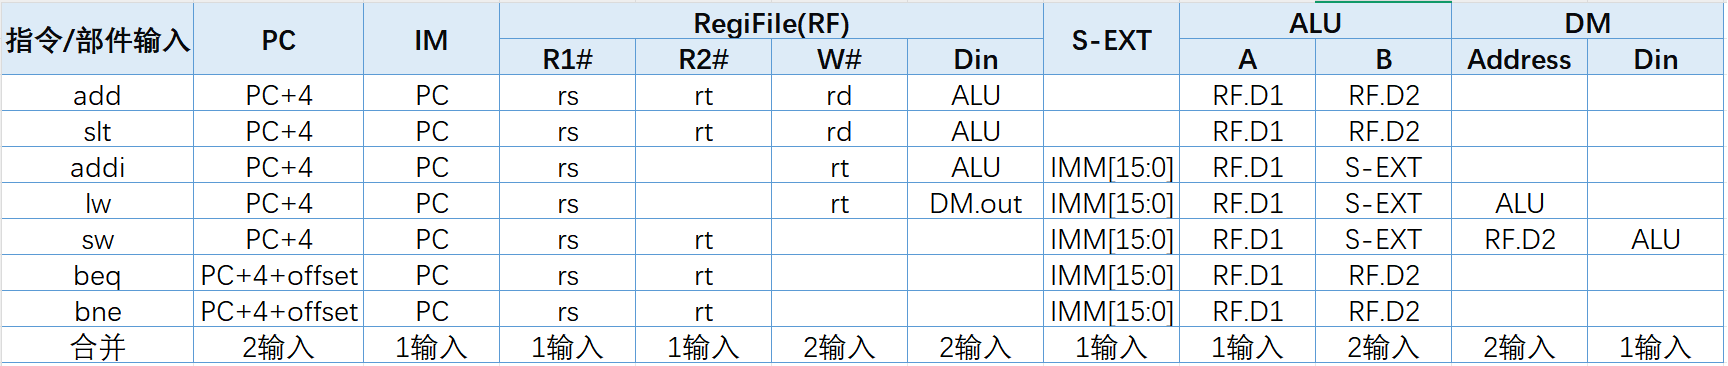 指令/部件输入 PC IM RegiFile(RF) S-EXT ALU DM
R1# R2# W# Din A B Address Din
add PC+4 PC rs rt rd ALU RF.D1 RF.D2
slt PC+4 PC rs rt rd ALU RF.D1 RF.D2
addi PC+4 PC rs rt ALU IMM[15:0] RF.D1 S-EXT
lw PC+4 PC rs rt DM.out IMM[15:0] RF.D1 S-EXT ALU
sw PC+4 PC rs rt IMM[15:0] RF.D1 S-EXT RF.D2 ALU
beq PC+4+offset PC rs rt IMM[15:0] RF.D1 RF.D2
bne PC+4+offset PC rs rt IMM[15:0] RF.D1 RF.D2
合并 2输入 1输入 1输入 1输入 2输入 2输入 1输入 1输入 2输入 2输入 1输入